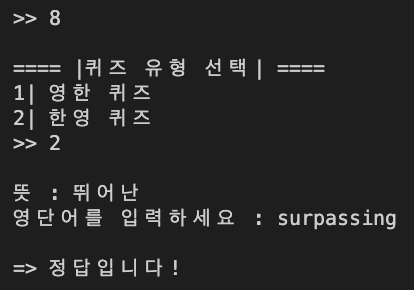 >> 8
==== |퀴즈 유형 선택| ====
1| 영한 퀴즈
2| 한영 퀴즈
>> 2
뜻 : 뛰어난
영단어를 입력하세요 : surpassing
=> 정답입니다!